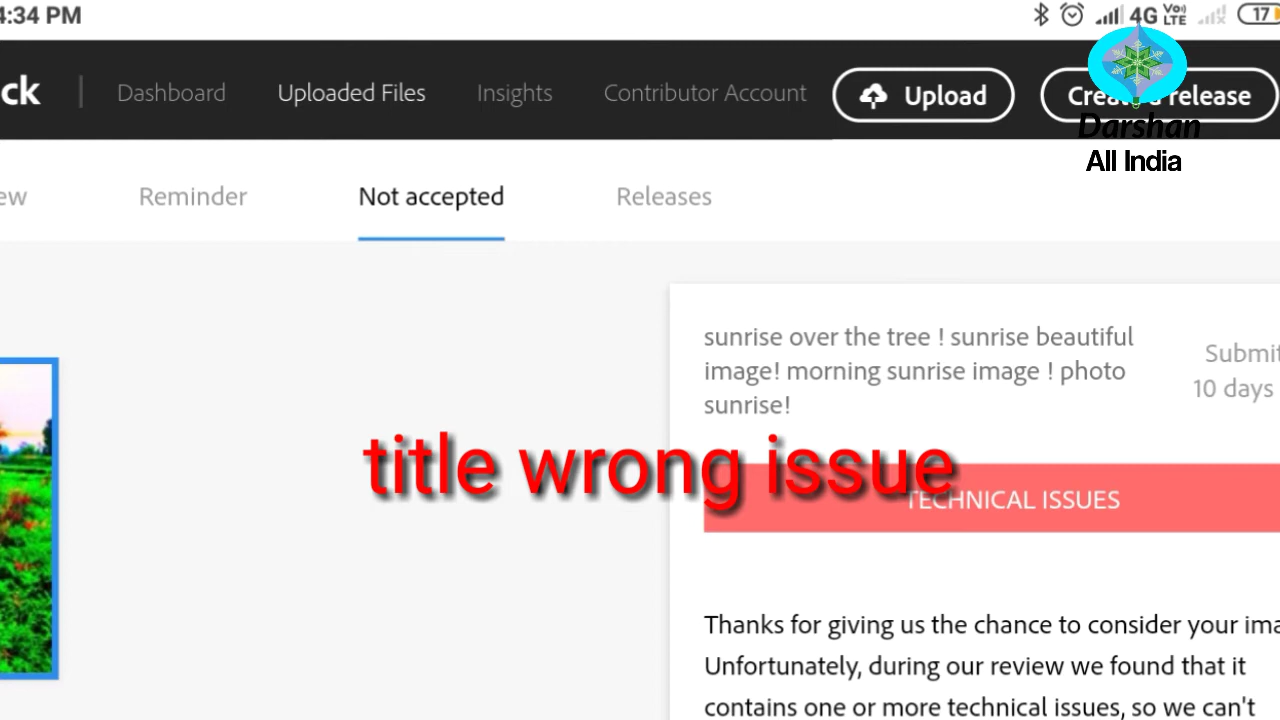 4:34 PM 4G Vo) LTE 17
ck | Dashboard Uploaded Files Insights Contributor Account Upload release
Darshan
All India
ew Reminder Not accepted Releases
sunrise over the tree ! sunrise beautiful
image! morning sunrise image ! photo
sunrise!
Submit
10 days
title wrong issue
TECHNICAL ISSUES
Thanks for giving us the chance to consider your ima
Unfortunately, during our review we found that it
contains one or more technical issues, so we can't